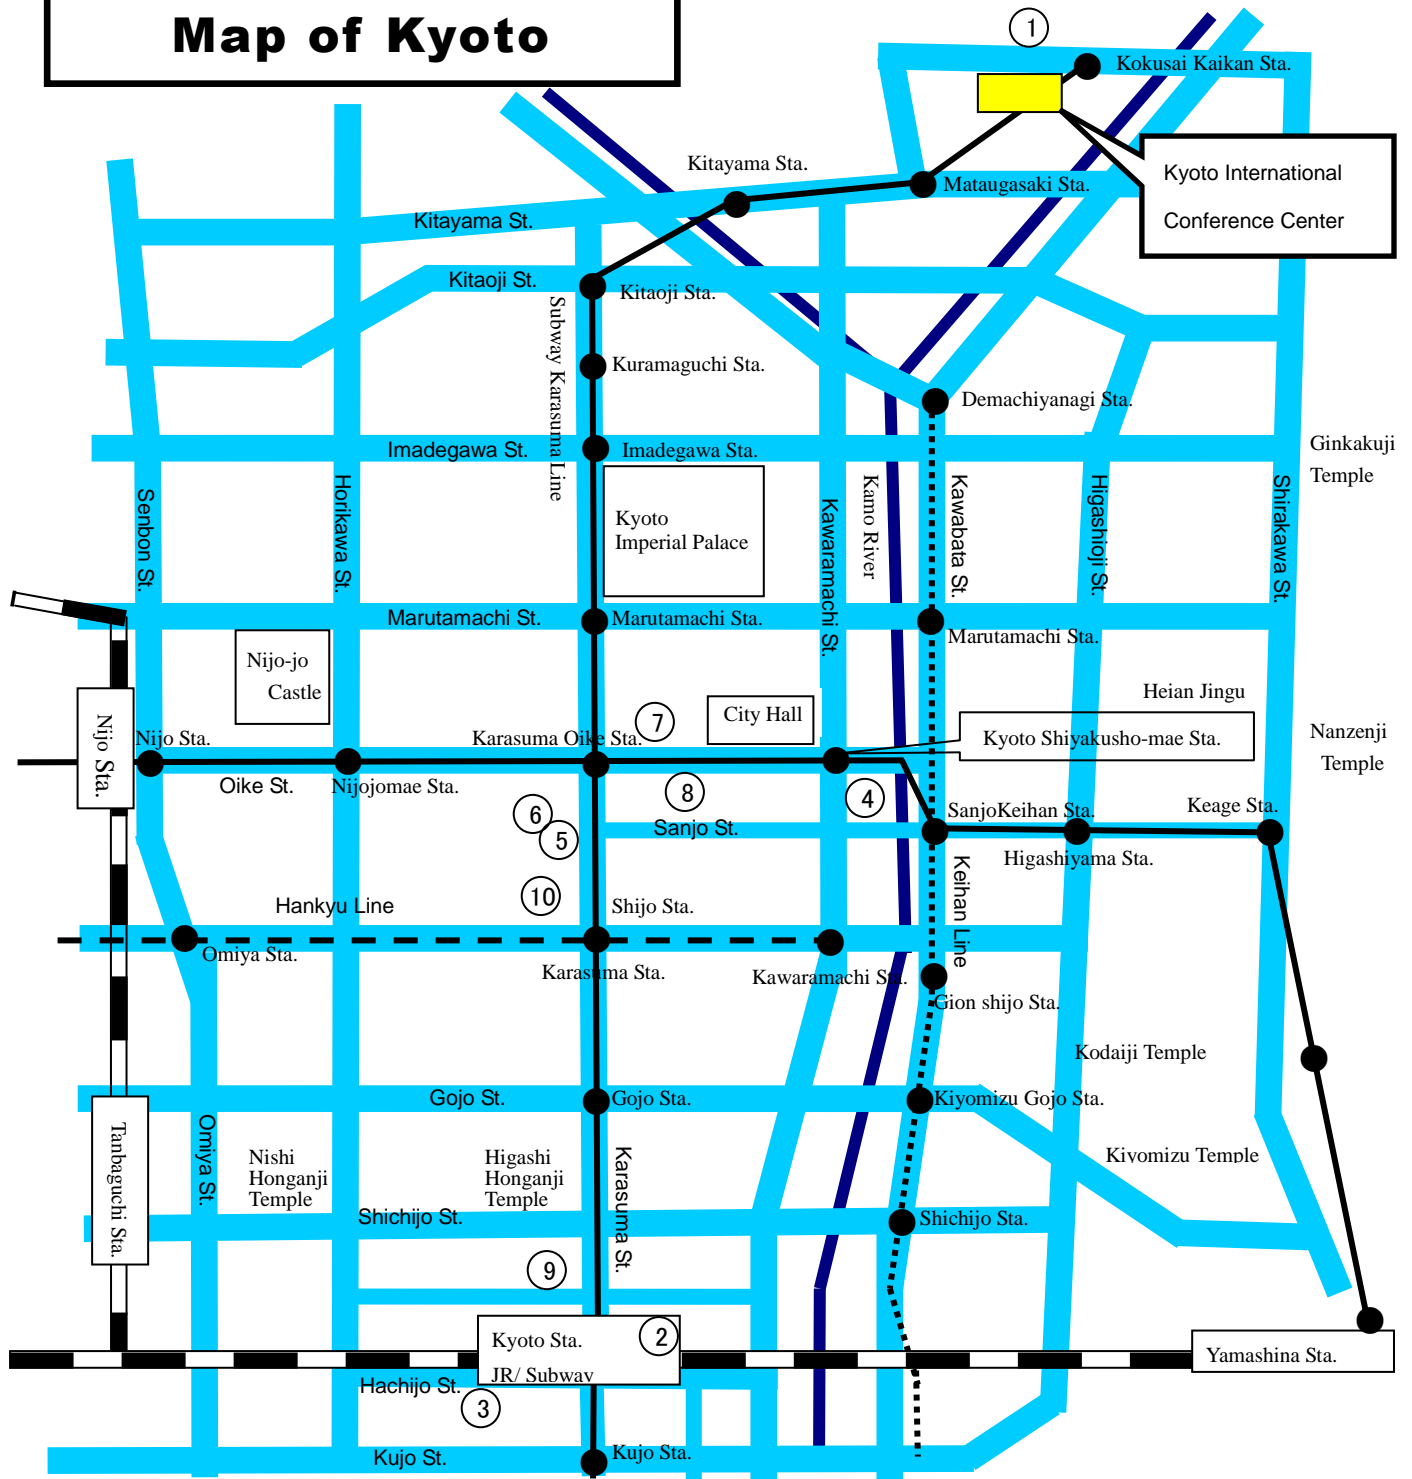 Map of Kyoto
①
Kokusai Kaikan Sta.
Kyoto International
Conference Center
Kitayama Sta.
Mataugasaki Sta.
Kitayama St.
Kitaoji St.
Kitaoji Sta.
Subway Karasuma Line
Kuramaguchi Sta.
Demachiyanagi Sta.
Imadegawa St.
Imadegawa Sta.
Ginkakuji
Temple
Senbon St.
Horikawa St.
Kyoto
Imperial Palace
Kawaramachi St.
Kamo River
Kawabata St.
Higashioji St.
Shirakawa St.
Marutamachi St.
Marutamachi Sta.
Marutamachi Sta.
Nijo-jo
Castle
Heian Jingu
City Hall
⑦
Kyoto Shiyakusho-mae Sta.
Nanzenji
Temple
Nijo Sta.
Nijo Sta.
Karasuma Oike Sta.
Oike St.
Nijojomae Sta.
⑧
④
⑥
⑤
Sanjo St.
SanjoKeihan Sta.
Keage Sta.
Higashiyama Sta.
⑩
Hankyu Line
Shijo Sta.
Keihan Line
Omiya Sta.
Karasuma Sta.
Kawaramachi Sta.
Gion shijo Sta.
Kodaiji Temple
Gojo St.
Gojo Sta.
Kiyomizu Gojo Sta.
Tanbaguchi Sta.
Omiya St.
Nishi
Honganji
Temple
Higashi
Honganji
Temple
Karasuma St.
Kiyomizu Temple
Shichijo St.
Shichijo Sta.
⑨
Kyoto Sta.
②
JR/ Subway
Yamashina Sta.
Hachijo St.
③
Kujo St.
Kujo Sta.